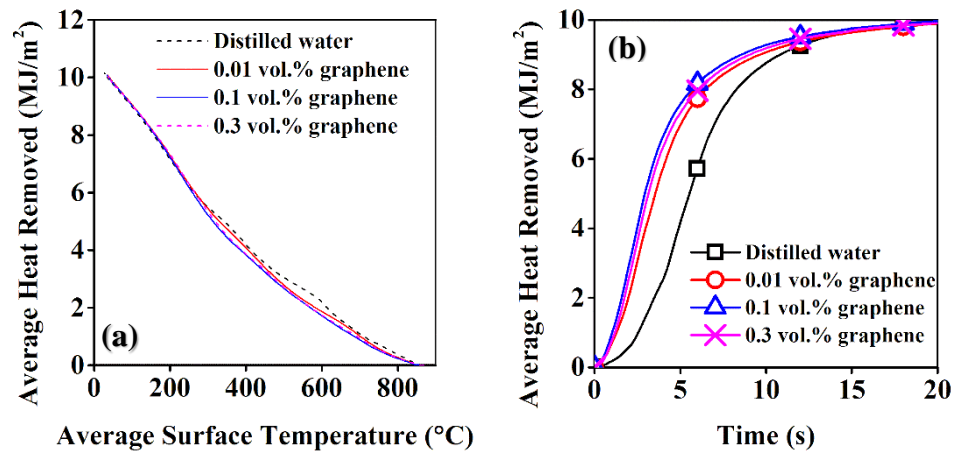 Average Heat Removed (MJ/m²)
12
10
8
6
4
2
0
Distilled water
0.01 vol.% graphene
0.1 vol.% graphene
0.3 vol.% graphene
(a)
0 200 400 600 800
Average Surface Temperature (°C)
Average Heat Removed (MJ/m²)
10
8
6
4
2
0
(b)
Distilled water
0.01 vol.% graphene
0.1 vol.% graphene
0.3 vol.% graphene
0 5 10 15 20
Time (s)